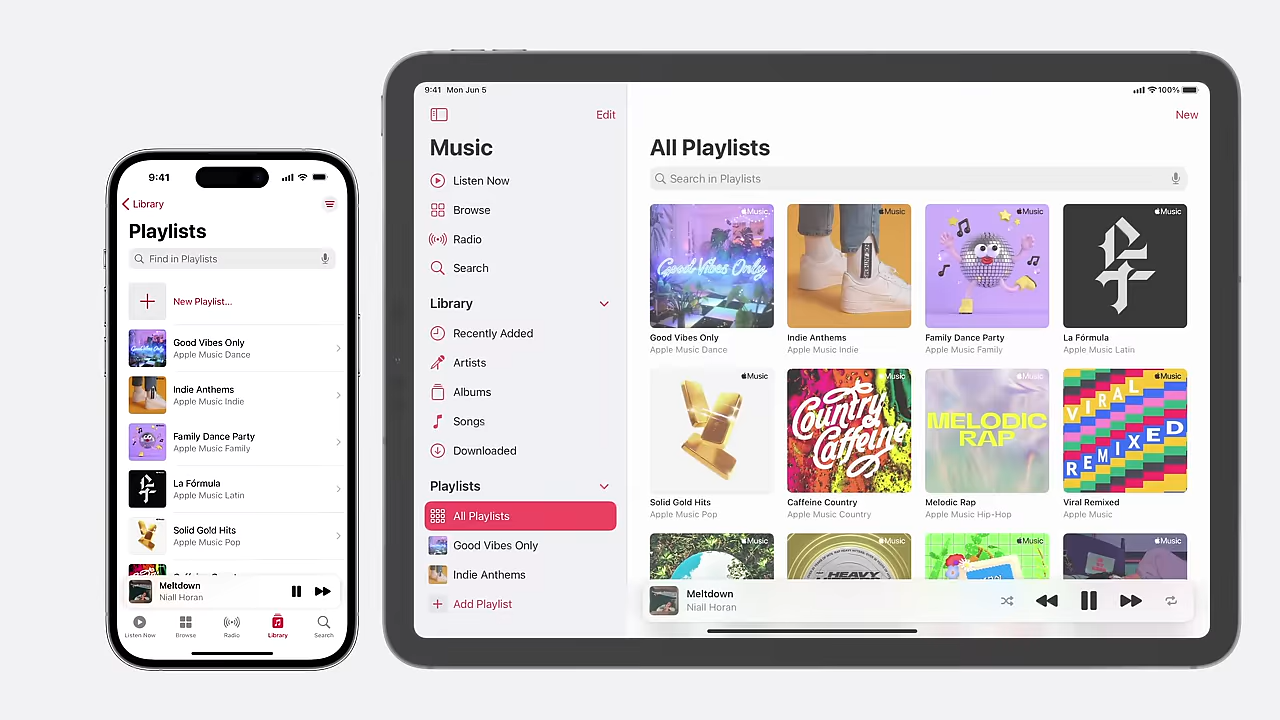 9:41
Library
Playlists
Find in Playlists
New Playlist...
Good Vibes Only
Apple Music Dance
Indie Anthems
Apple Music Indie
Family Dance Party
Apple Music Family
La Fórmula
Apple Music Latin
Solid Gold Hits
Apple Music Pop
Meltdown
Niall Horan
Listen Now
Browse
Radio
Library
Search
9:41 Mon Jun 5
100%
Edit
Music
Listen Now
Browse
Radio
Search
Library
Recently Added
Artists
Albums
Songs
Downloaded
Playlists
All Playlists
Good Vibes Only
Indie Anthems
Add Playlist
New
All Playlists
Search in Playlists
Music
Good Vibes Only
Music
Music
Music
Good Vibes Only
Apple Music Dance
Indie Anthems
Apple Music Indie
Family Dance Party
Apple Music Family
La Fórmula
Apple Music Latin
Music
Music
Country
Caffeine
Music
MELODIC
RAP
Music
VIRAL
REMIXED
Solid Gold Hits
Apple Music Pop
Caffeine Country
Apple Music Country
Melodic Rap
Apple Music Hip-Hop
Viral Remixed
Apple Music
Music
Music
HEAVY
Music
Music
Meltdown
Niall Horan